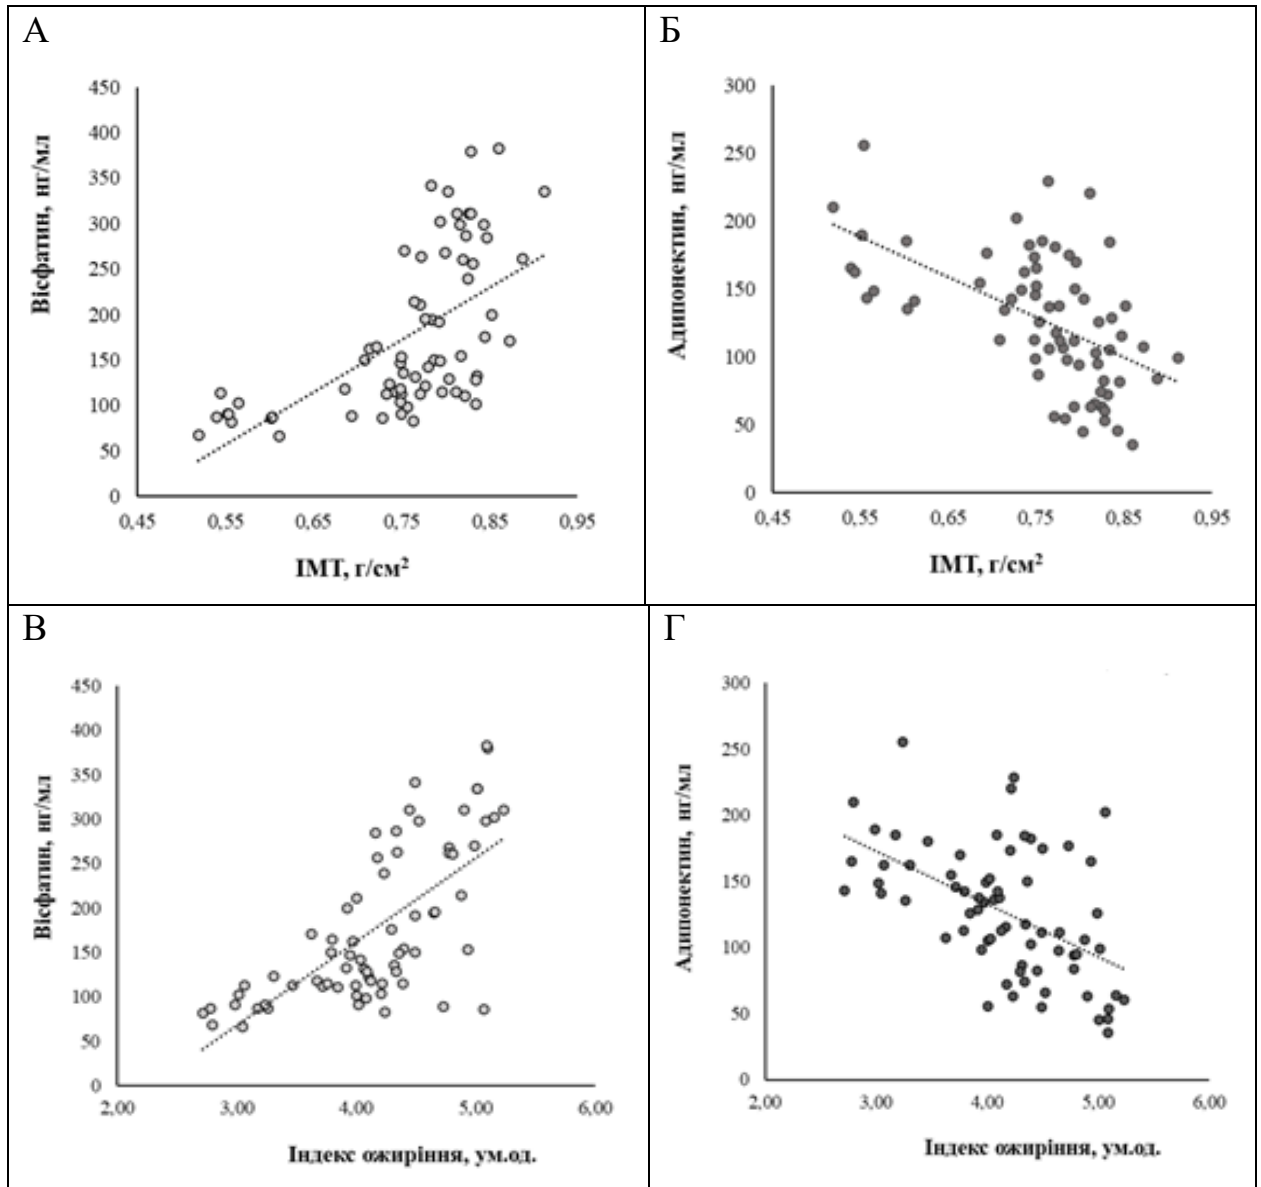 А
450
400
350
300
250
200
150
100
50
0
Вісфатин, нг/мл
0,45 0,55 0,65 0,75 0,85 0,95
ІМТ, г/см²
Б
300
250
200
150
100
50
0
Адипонектин, нг/мл
0,45 0,55 0,65 0,75 0,85 0,95
ІМТ, г/см²
В
450
400
350
300
250
200
150
100
50
0
Вісфатин, нг/мл
2,00 3,00 4,00 5,00 6,00
Індекс ожиріння, ум.од.
Г
300
250
200
150
100
50
0
Адипонектин, нг/мл
2,00 3,00 4,00 5,00 6,00
Індекс ожиріння, ум.од.